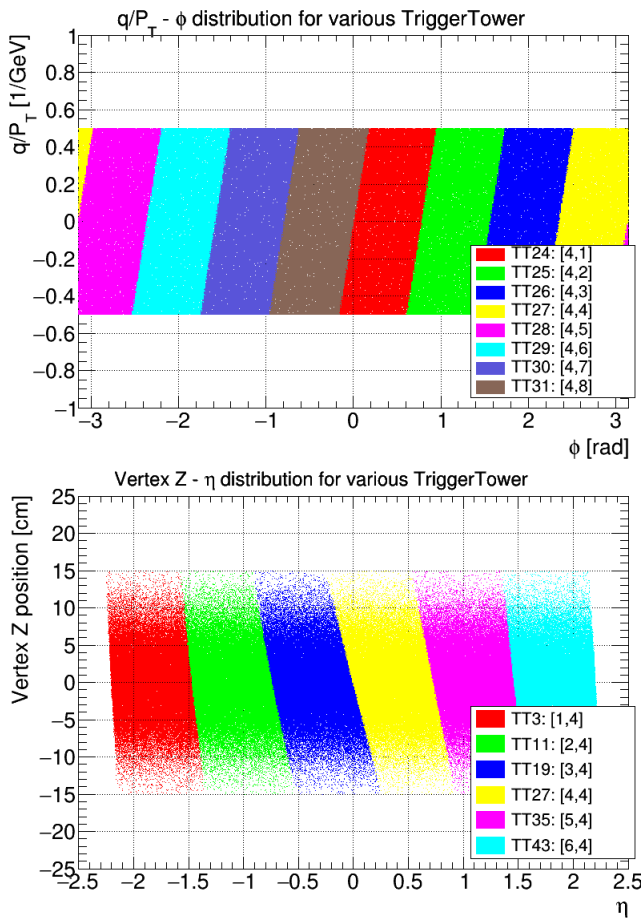 q/P_T - ϕ distribution for various TriggerTower
q/P_T [1/GeV]
1
0.8
0.6
0.4
0.2
0
−0.2
−0.4
−0.6
−0.8
−1
TT24: [4,1]
TT25: [4,2]
TT26: [4,3]
TT27: [4,4]
TT28: [4,5]
TT29: [4,6]
TT30: [4,7]
TT31: [4,8]
−3 −2 −1 0 1 2 3
ϕ [rad]
Vertex Z - η distribution for various TriggerTower
Vertex Z position [cm]
25
20
15
10
5
0
−5
−10
−15
−20
−25
TT3: [1,4]
TT11: [2,4]
TT19: [3,4]
TT27: [4,4]
TT35: [5,4]
TT43: [6,4]
−2.5 −2 −1.5 −1 −0.5 0 0.5 1 1.5 2 2.5
η